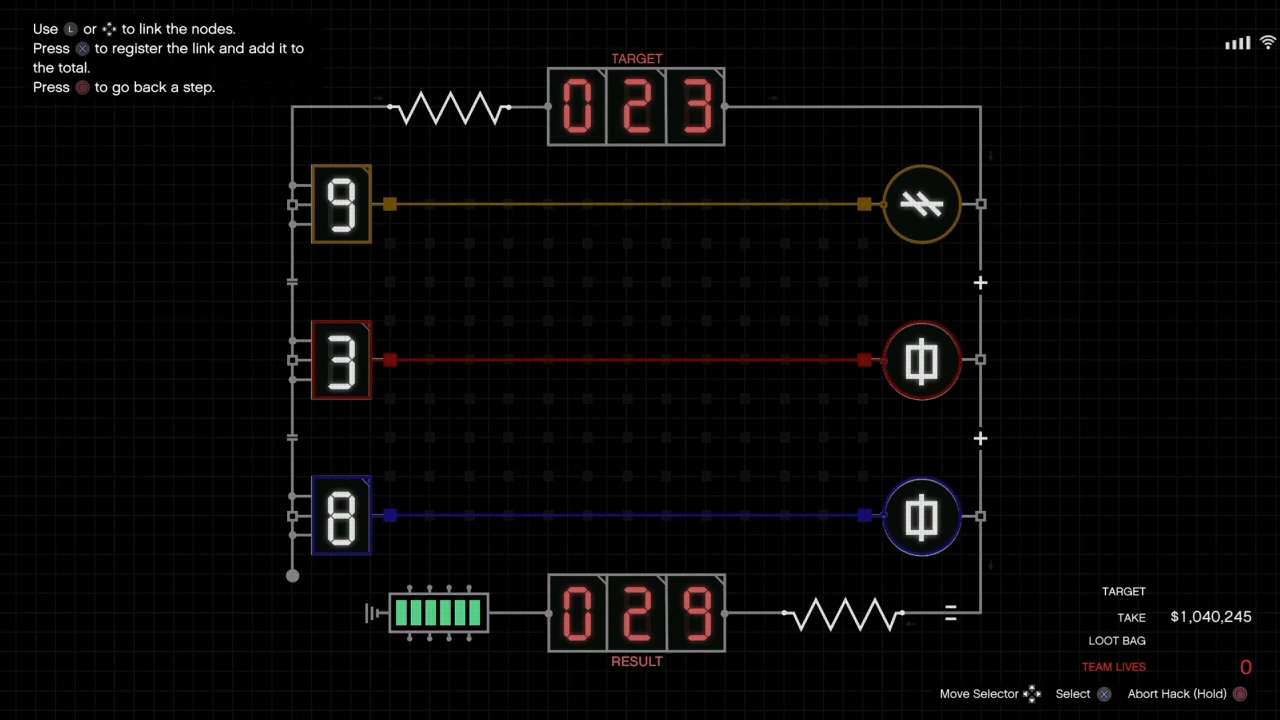 Use L or to link the nodes.
Press to register the link and add it to
the total.
Press to go back a step.
TARGET
023
9
3
8
029
RESULT
TARGET
TAKE $1,040,245
LOOT BAG
TEAM LIVES 0
Move Selector Select Abort Hack (Hold)